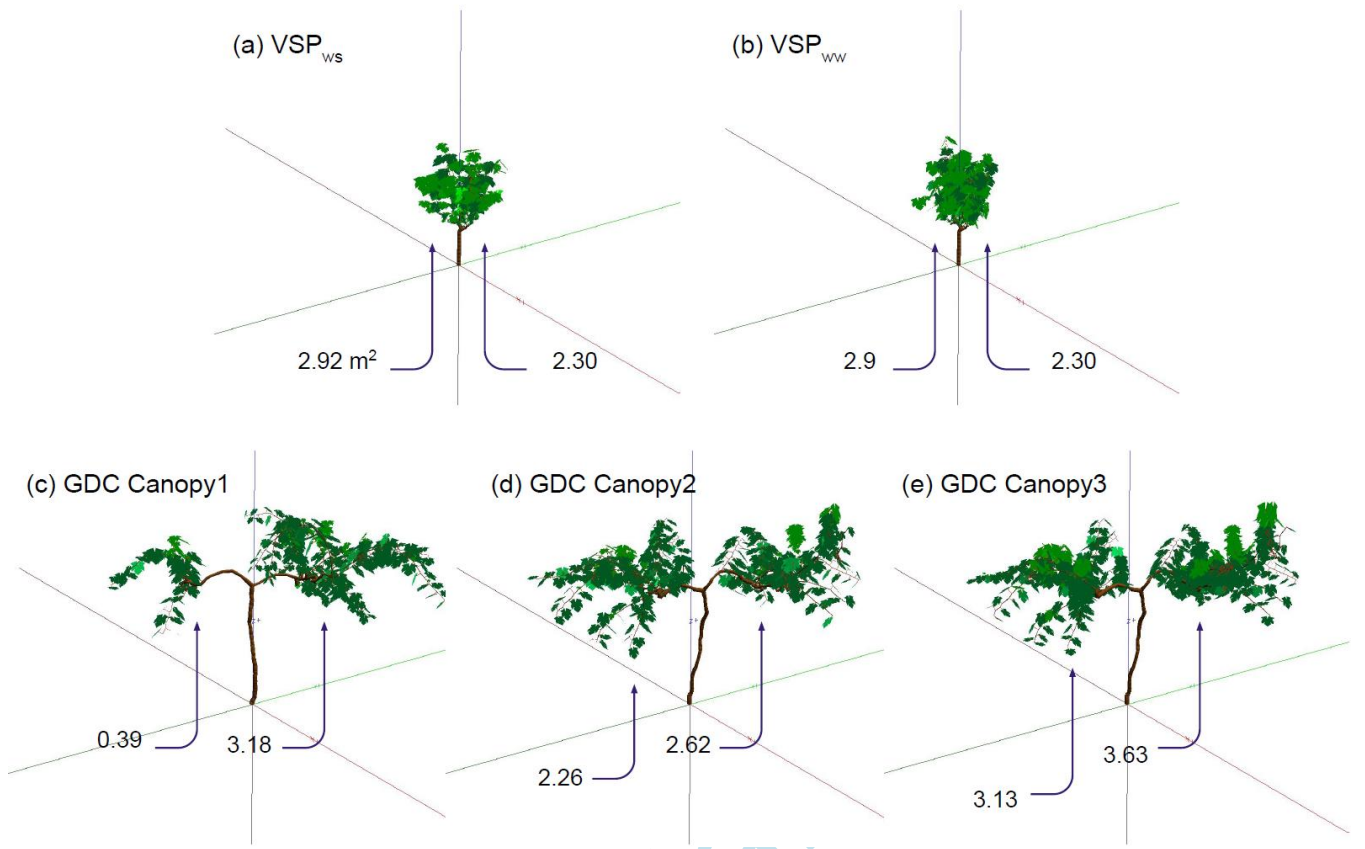 (a) VSPws
(b) VSPww
2.92 m²
2.30
2.9
2.30
(c) GDC Canopy1
(d) GDC Canopy2
(e) GDC Canopy3
0.39
3.18
2.26
2.62
3.13
3.63